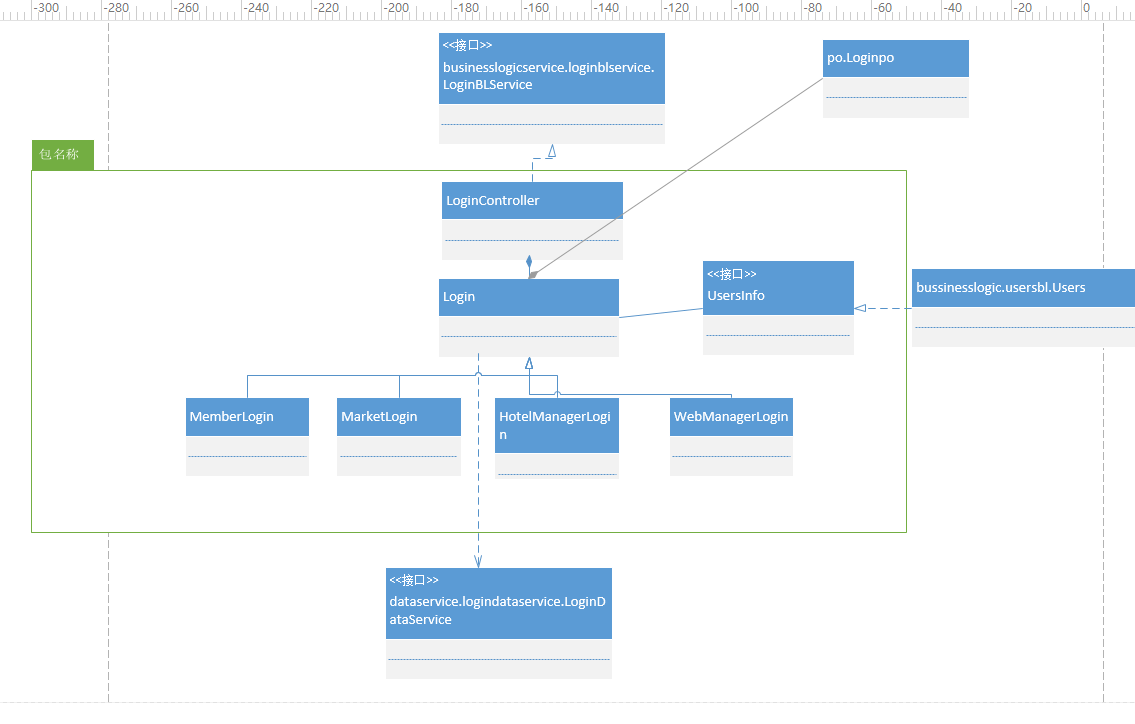 -300 -280 -260 -240 -220 -200 -180 -160 -140 -120 -100 -80 -60 -40 -20 0
<<接口>>
businesslogicservice.loginblservice.
LoginBLService
po.Loginpo
包名称
LoginController
<<接口>>
UsersInfo
bussinesslogic.usersbl.Users
Login
MemberLogin
MarketLogin
HotelManagerLogi
n
WebManagerLogin
<<接口>>
dataservice.logindataservice.LoginD
ataService